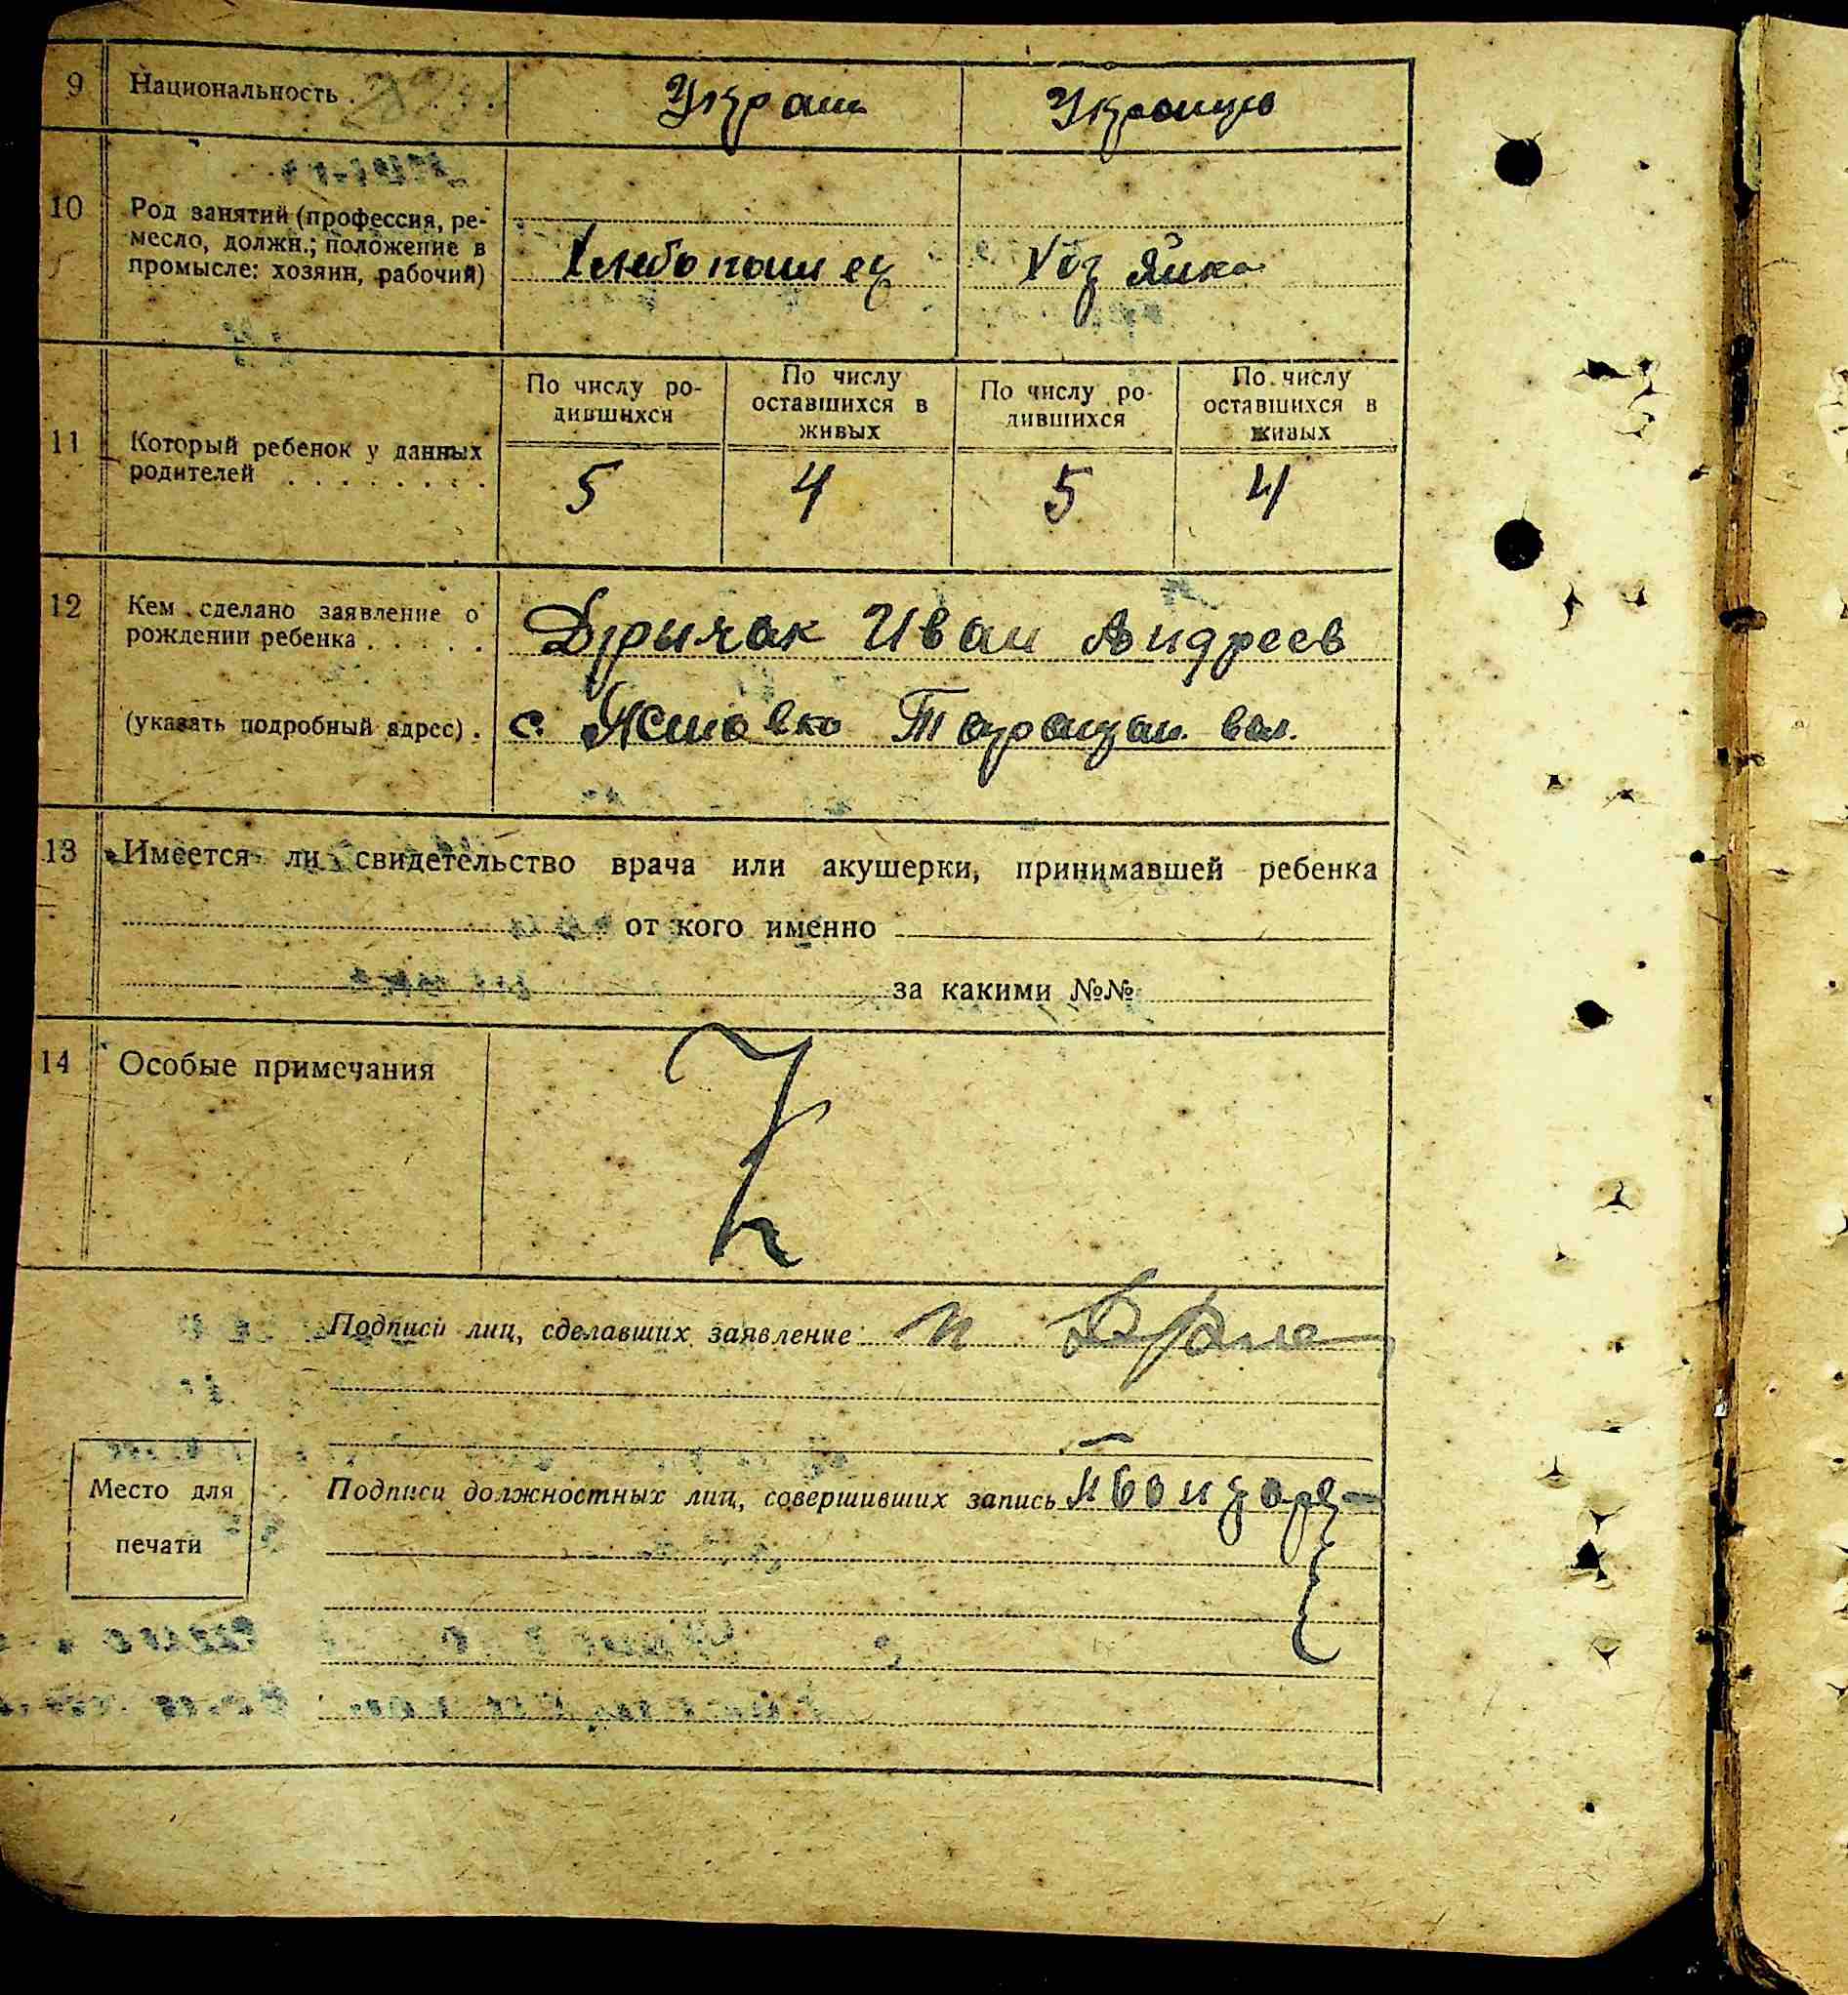 9 Национальность . . . Украин Украинцо
10 Род занятий (профессия, ре-
месло, должн.; положение в
промысле: хозяин, рабочий) Хлебопашец Хозяйка
11 Который ребенок у данных
родителей . . . . . . . .
По числу ро-
дившихся
5
По числу
оставшихся в
живых
4
По числу ро-
дившихся
5
По числу
оставшихся в
живых
4
12 Кем сделано заявление о
рождении ребенка . . . . . Иван Андреев
(указать подробный адрес) . с. вол.
13 Имеется ли свидетельство врача или акушерки, принимавшей ребенка
от кого именно
за какими №№
14 Особые примечания
Подписи лиц, сделавших заявление
Подписи должностных лиц, совершивших запись
Место для
печати